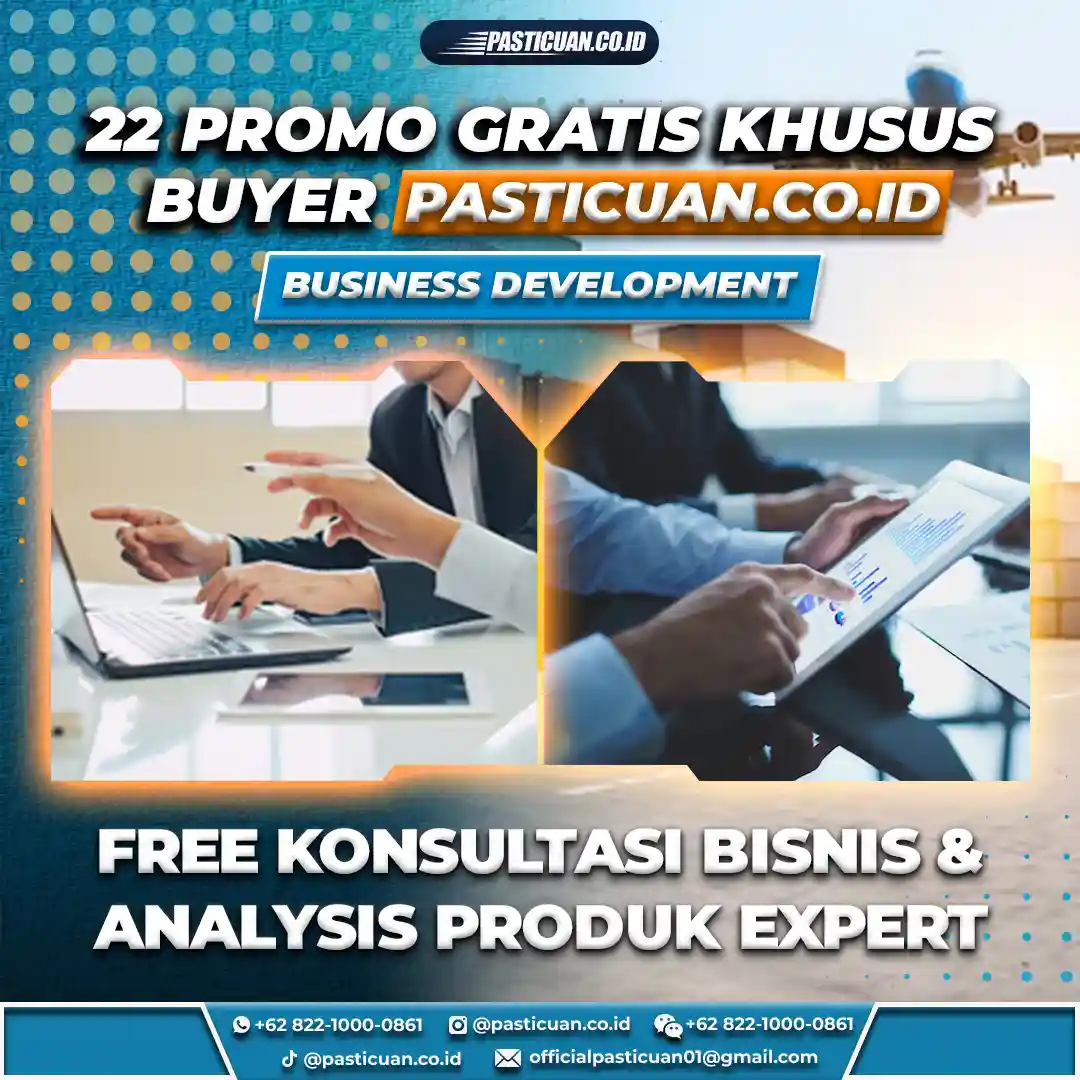 PASTICUAN.CO.ID
22 PROMO GRATIS KHUSUS
BUYER PASTICUAN.CO.ID
BUSINESS DEVELOPMENT
FREE KONSULTASI BISNIS &
ANALYSIS PRODUK EXPERT
+62 822-1000-0861 @pasticuan.co.id +62 822-1000-0861
@pasticuan.co.id officialpasticuan01@gmail.com